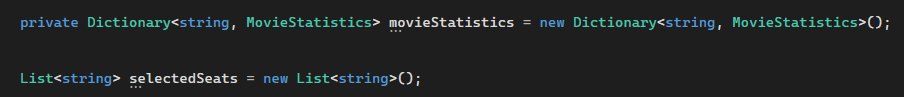 private Dictionary<string, MovieStatistics> movieStatistics = new Dictionary<string, MovieStatistics>();
List<string> selectedSeats = new List<string>();